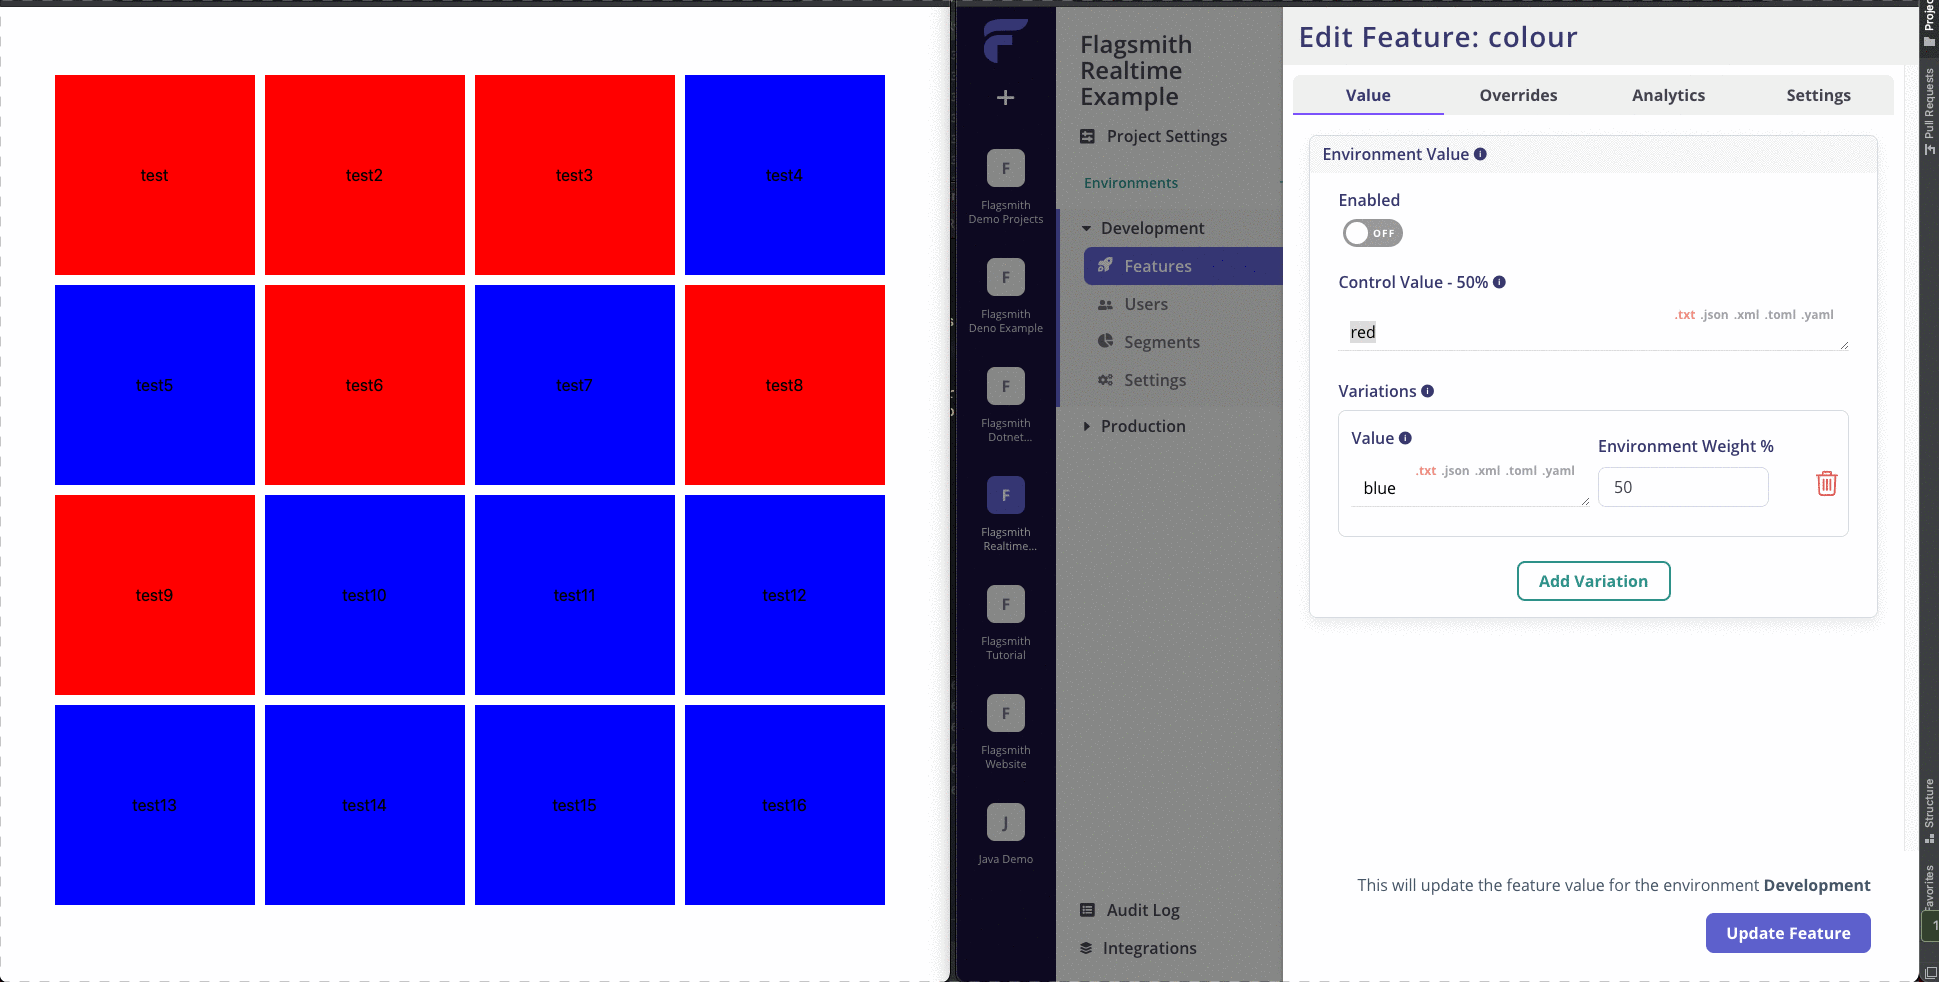 test
test2
test3
test4
test5
test6
test7
test8
test9
test10
test11
test12
test13
test14
test15
test16
F
Flagsmith
Demo Projects
F
Flagsmith
Deno Example
F
Flagsmith
Dotnet...
F
Flagsmith
Realtime...
F
Flagsmith
Tutorial
F
Flagsmith
Website
J
Java Demo
Flagsmith
Realtime
Example
Project Settings
Environments
Development
Features
Users
Segments
Settings
Production
Audit Log
Integrations
Edit Feature: colour
Value Overrides Analytics Settings
Environment Value
Enabled
OFF
Control Value - 50%
.txt .json .xml .toml .yaml
red
Variations
Value
Environment Weight %
.txt .json .xml .toml .yaml
blue
50
Add Variation
This will update the feature value for the environment Development
Update Feature
Pull Requests
Structure
1